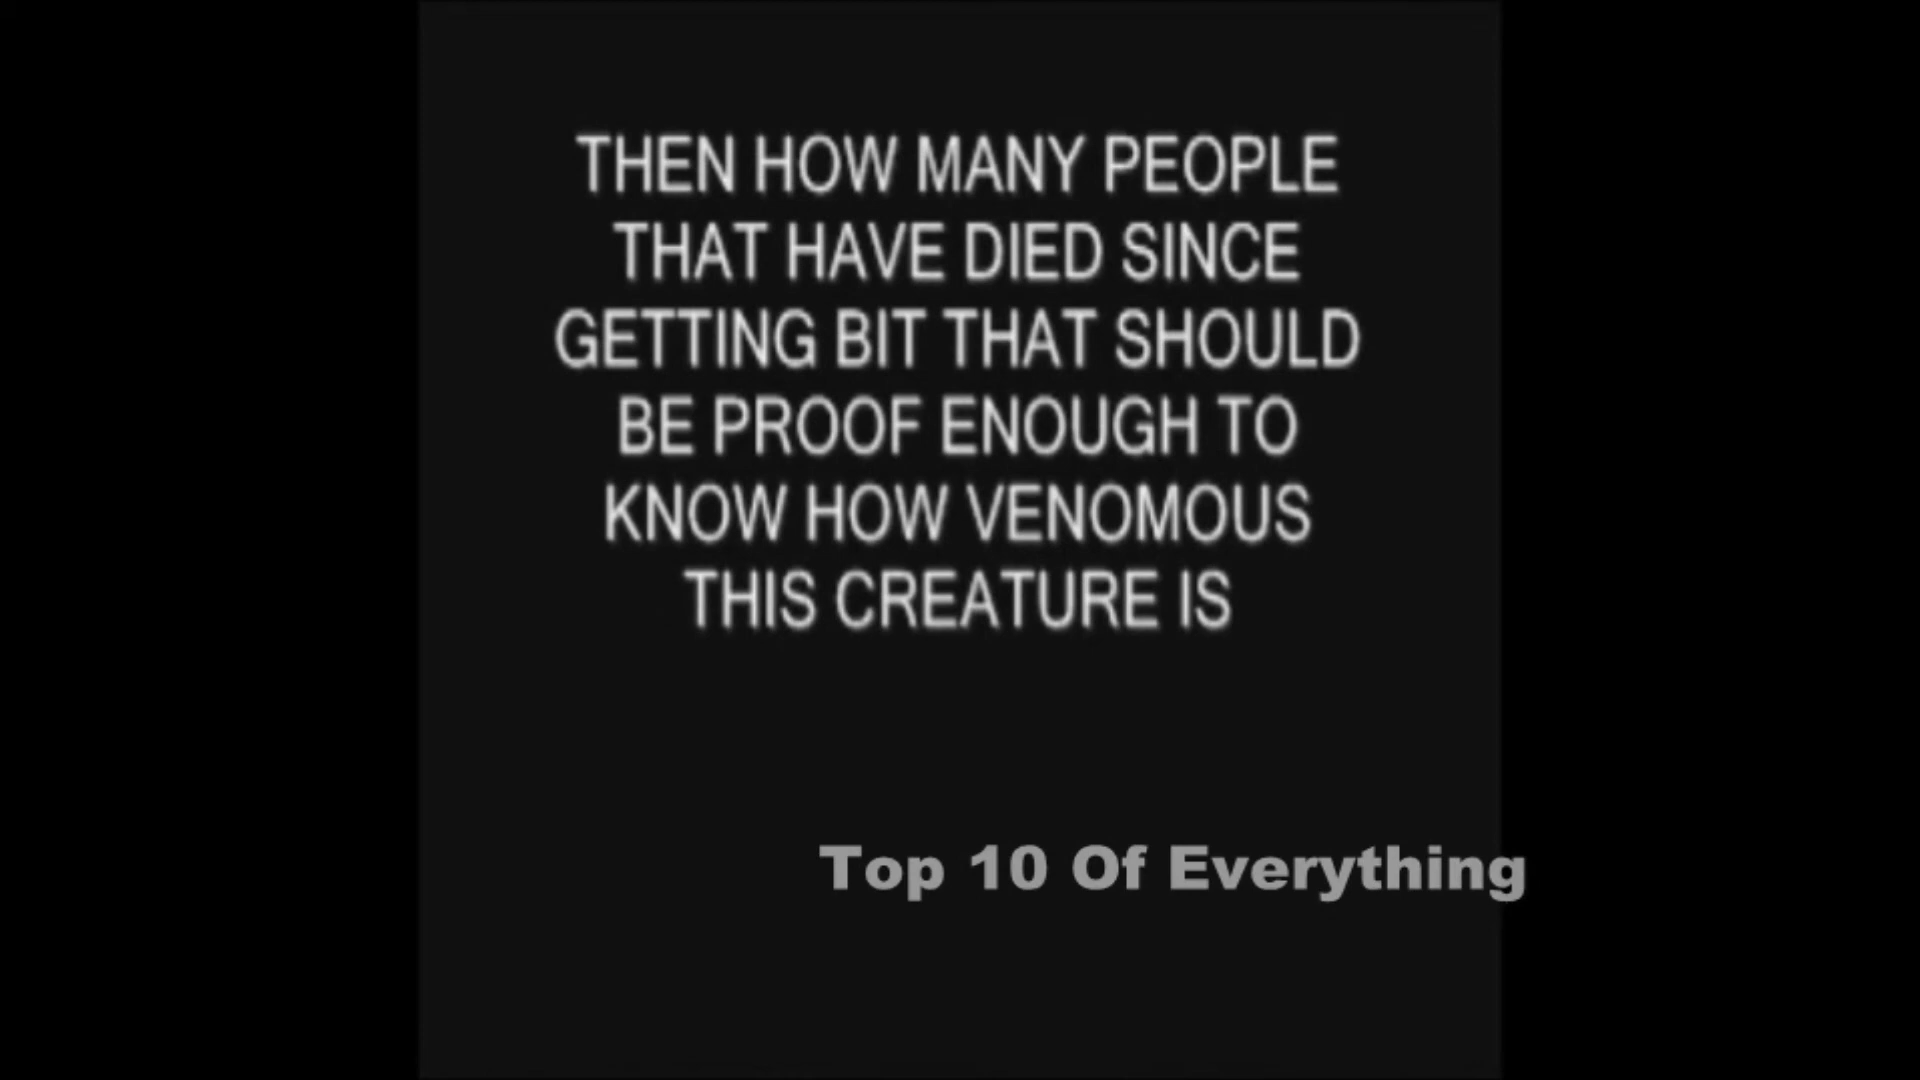 THEN HOW MANY PEOPLE
THAT HAVE DIED SINCE
GETTING BIT THAT SHOULD
BE PROOF ENOUGH TO
KNOW HOW VENOMOUS
THIS CREATURE IS
Top 10 Of Everything